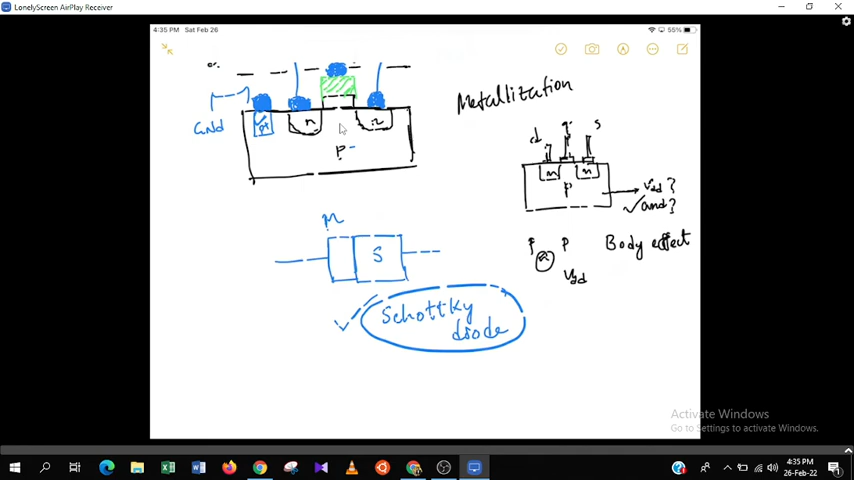 LonelyScreen AirPlay Receiver
4:35 PM Sat Feb 26
55%
Metallization
GNd
p+
n
n
p-
d
g
s
n
n
p
Vdd?
✓Gnd?
M
S
P
P
Body effect
n
Vdd
✓ Schottky
diode
Activate Windows
Go to Settings to activate Windows.
4:35 PM
26-Feb-22